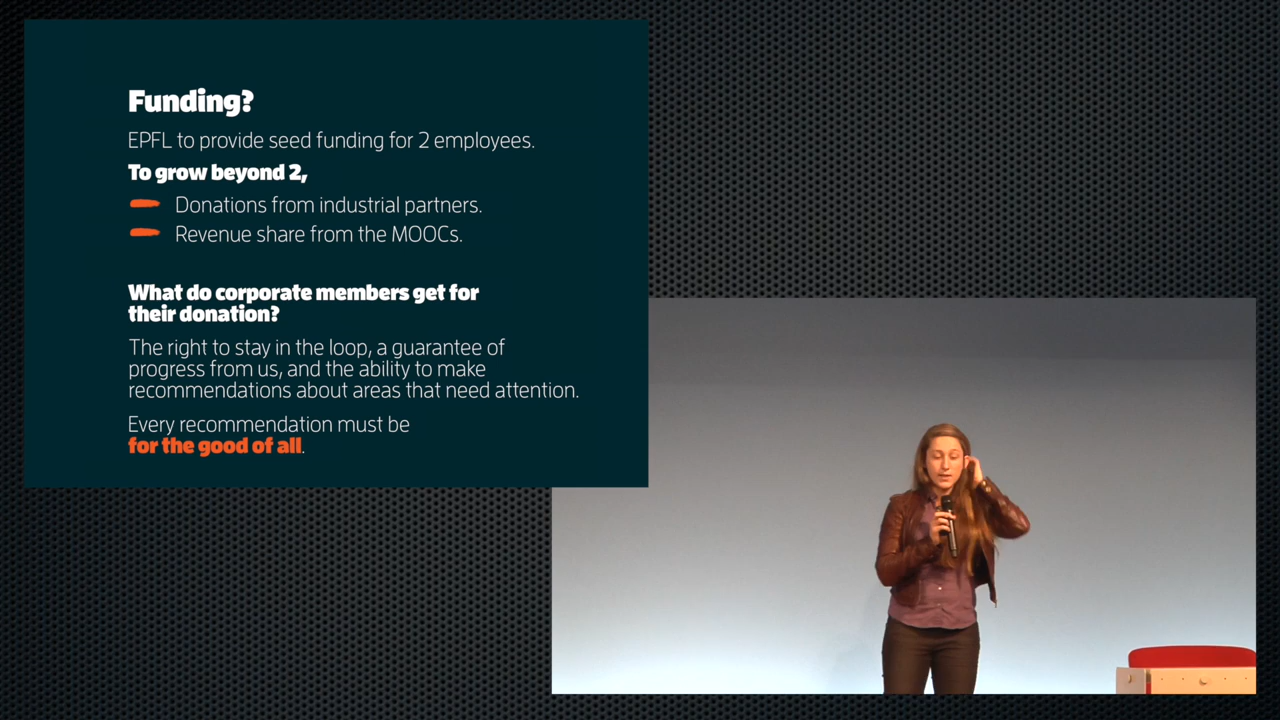 Funding?
EPFL to provide seed funding for 2 employees.
To grow beyond 2,
Donations from industrial partners.
Revenue share from the MOOCs.
What do corporate members get for
their donation?
The right to stay in the loop, a guarantee of
progress from us, and the ability to make
recommendations about areas that need attention.
Every recommendation must be
for the good of all.